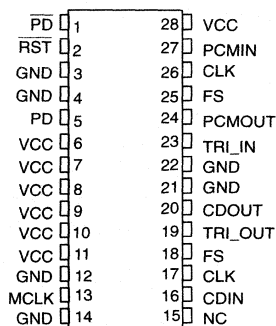 PD 1 28 VCC
RST 2 27 PCMIN
GND 3 26 CLK
GND 4 25 FS
PD 5 24 PCMOUT
VCC 6 23 TRI_IN
VCC 7 22 GND
VCC 8 21 GND
VCC 9 20 CDOUT
VCC 10 19 TRI_OUT
VCC 11 18 FS
GND 12 17 CLK
MCLK 13 16 CDIN
GND 14 15 NC